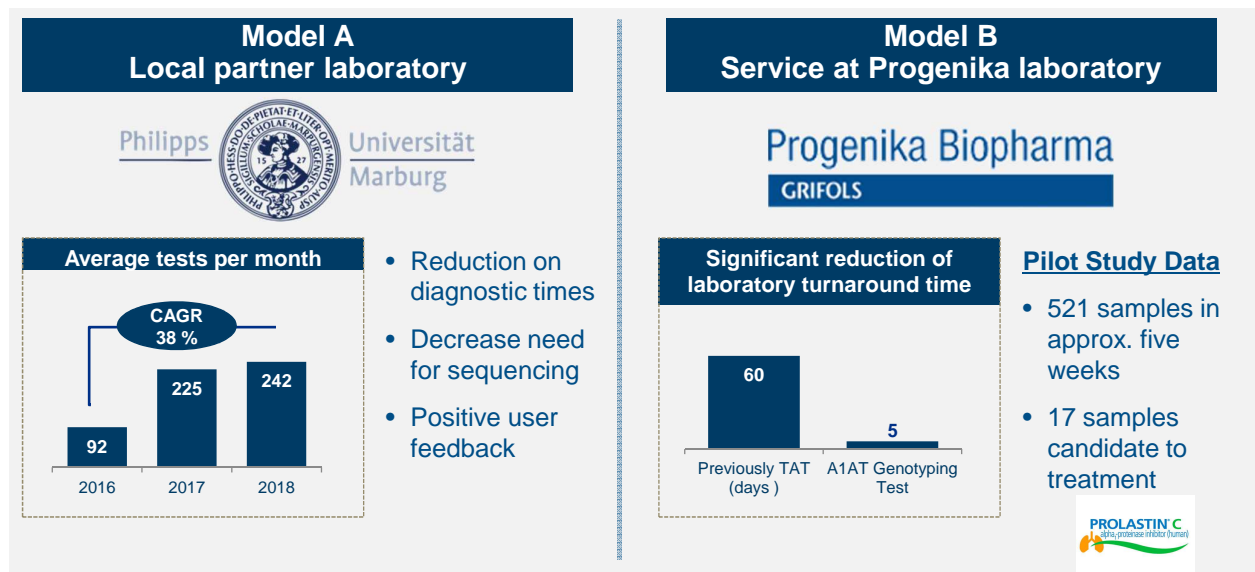 Model A
Local partner laboratory
Philipps
Universität
Marburg
15 27
Average tests per month
CAGR
38 %
92
225
242
2016
2017
2018
• Reduction on
diagnostic times
• Decrease need
for sequencing
• Positive user
feedback
Model B
Service at Progenika laboratory
Progenika Biopharma
GRIFOLS
Significant reduction of
laboratory turnaround time
60
5
Previously TAT
(days )
A1AT Genotyping
Test
Pilot Study Data
• 521 samples in
approx. five
weeks
• 17 samples
candidate to
treatment
PROLASTIN® C
alpha₁-proteinase inhibitor (human)